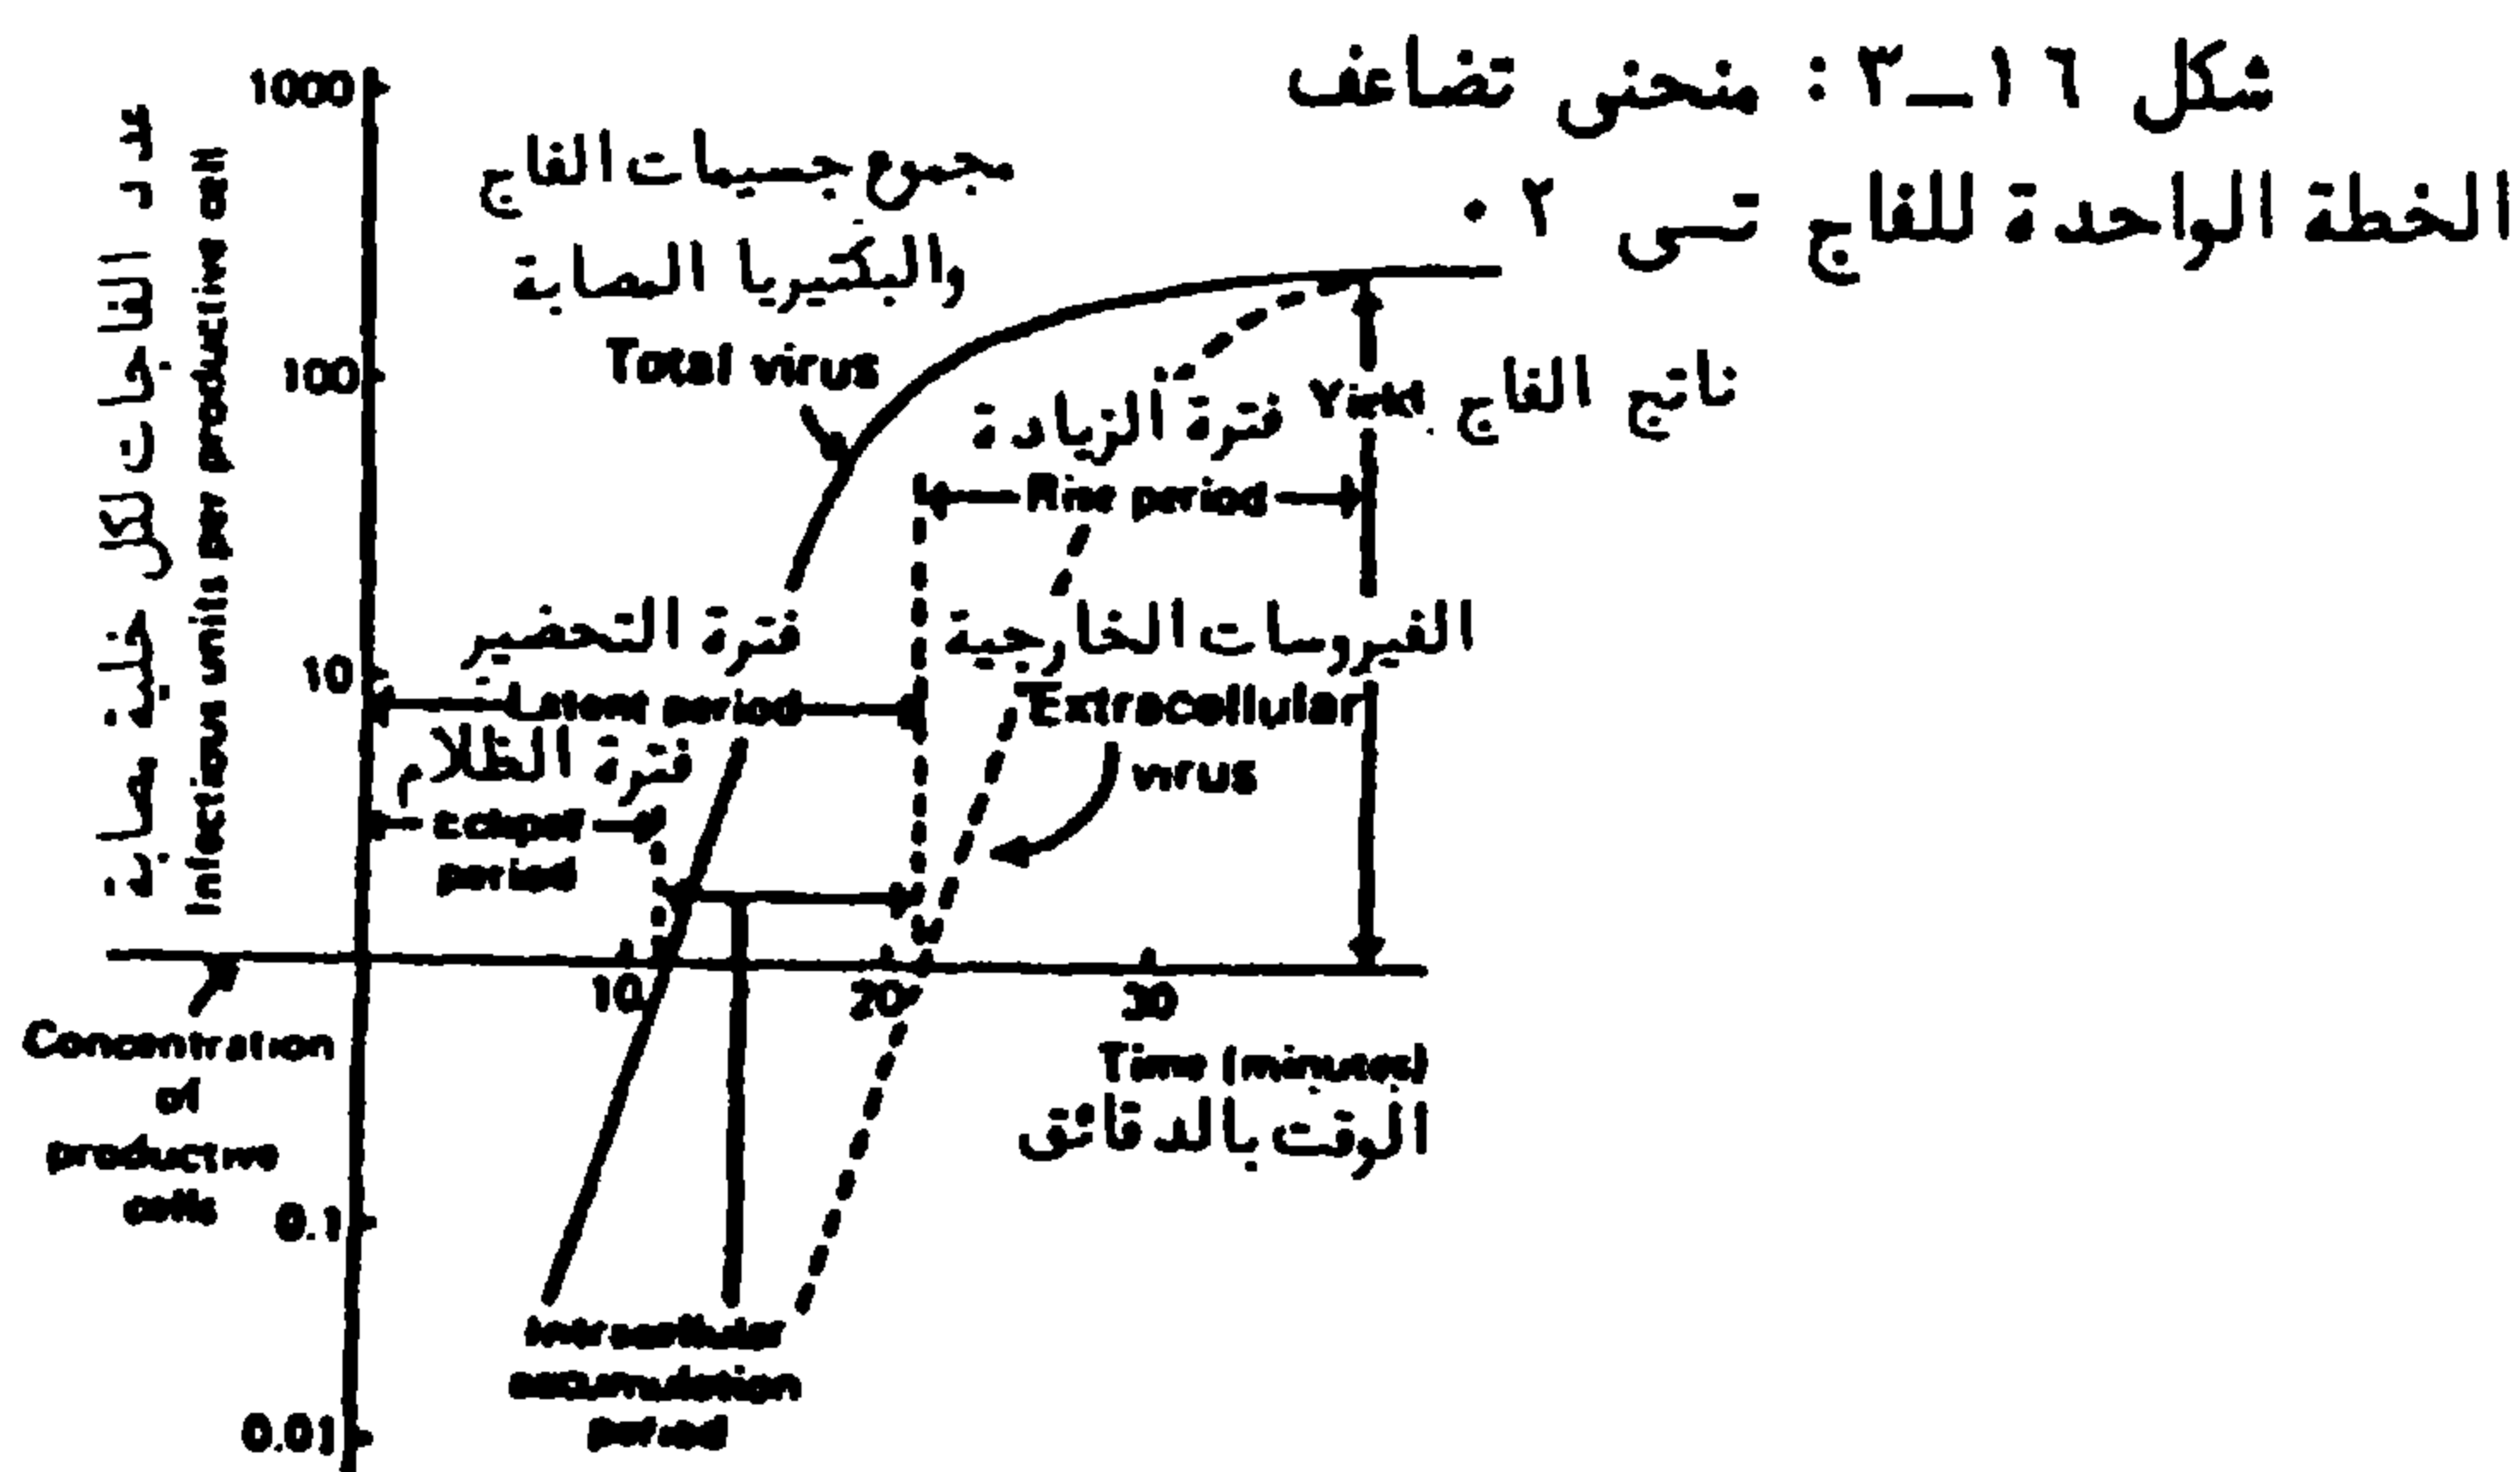 شكل ١٦ — ٣ : منحنى تضاعف
الخطة الواحدة للفاج تى ٢ .
1000
100
10
0.1
0.01
عدد الفاجات لكل خلية مصابة
Infectious units per productive cell
مجموع جسيمات الفاج
والبكتيريا المصابة
Total virus
ناتج الفاج
Yield
فترة الزيادة
Rise period
فترة التحضير
Latent period
الفيروسات الخارجية
Extracellular
virus
فترة الظلام
Eclipse
period
10
20
30
Time (minutes)
الوقت بالدقائق
Concentration
of
productive
cells
Intracellular
accumulation
period